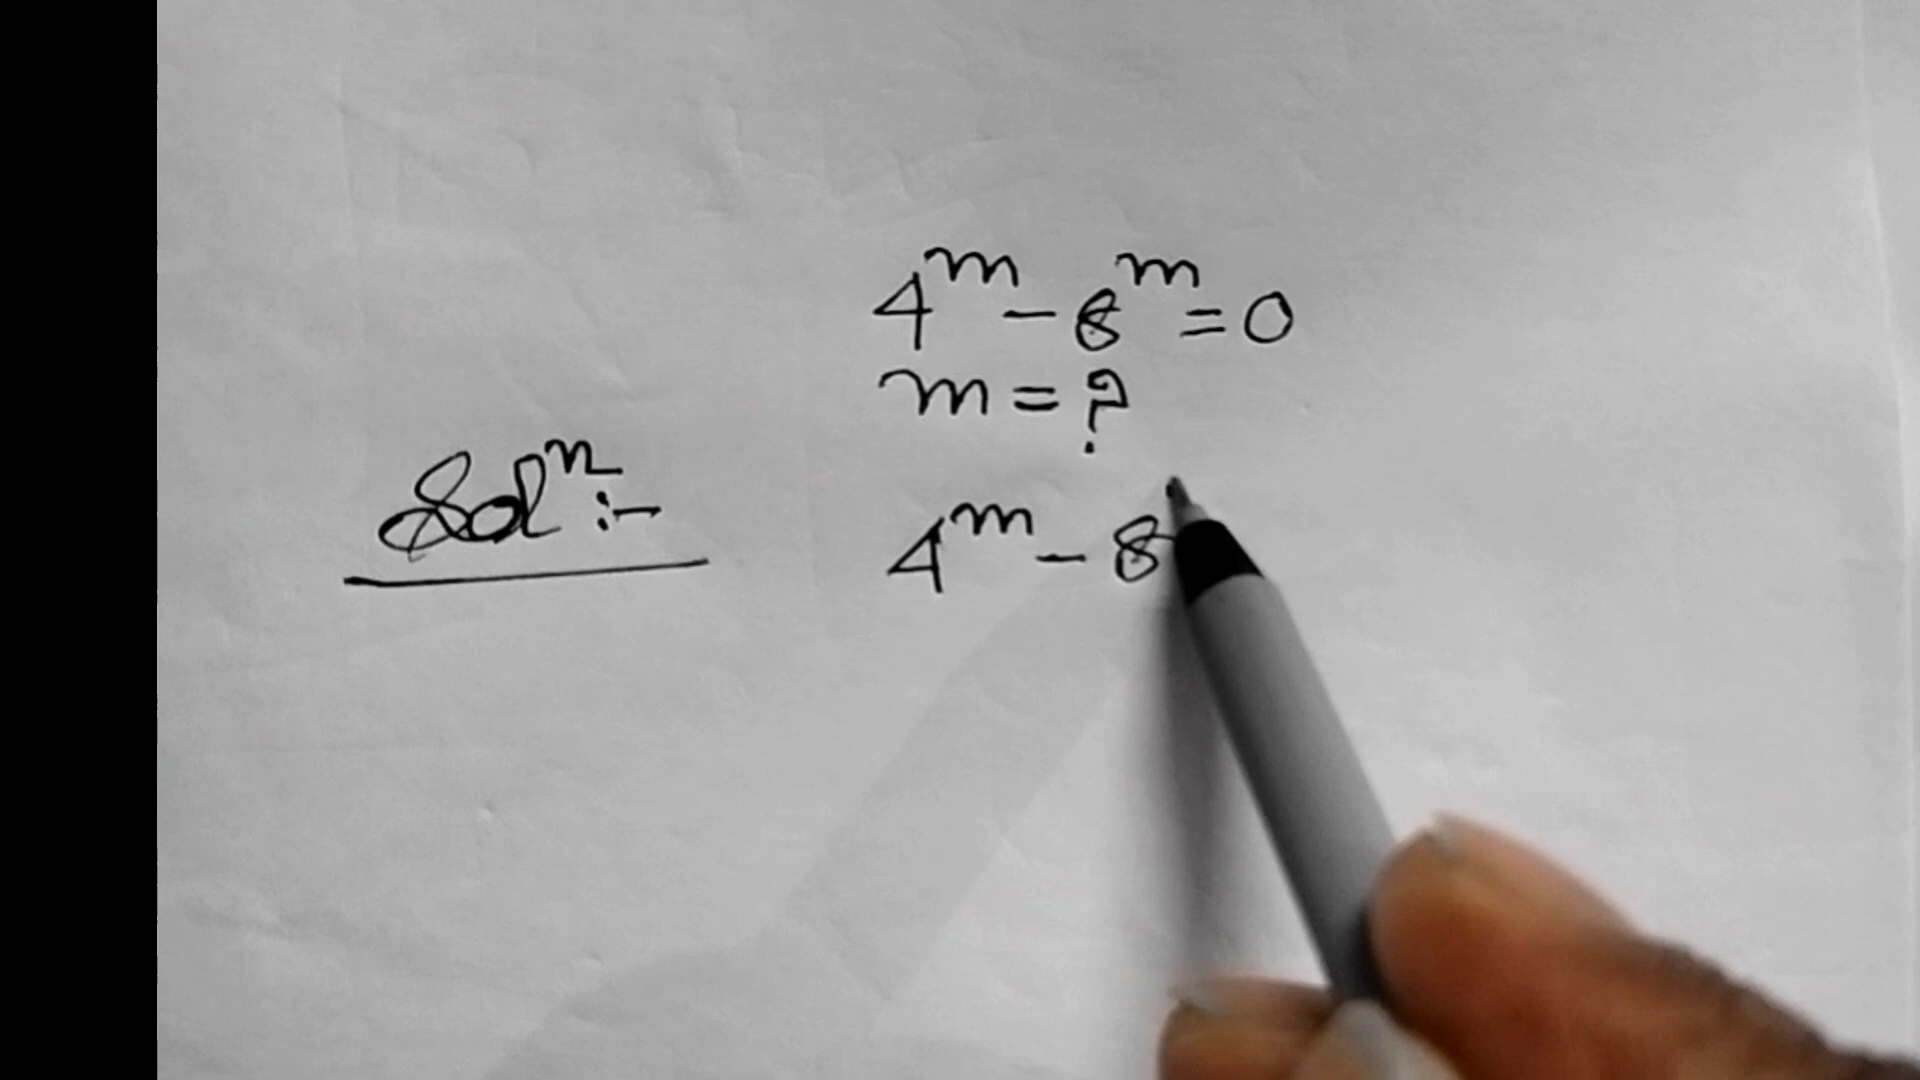 4^m - 8^m = 0
m = ?
Sol^n :-
4^m - 8